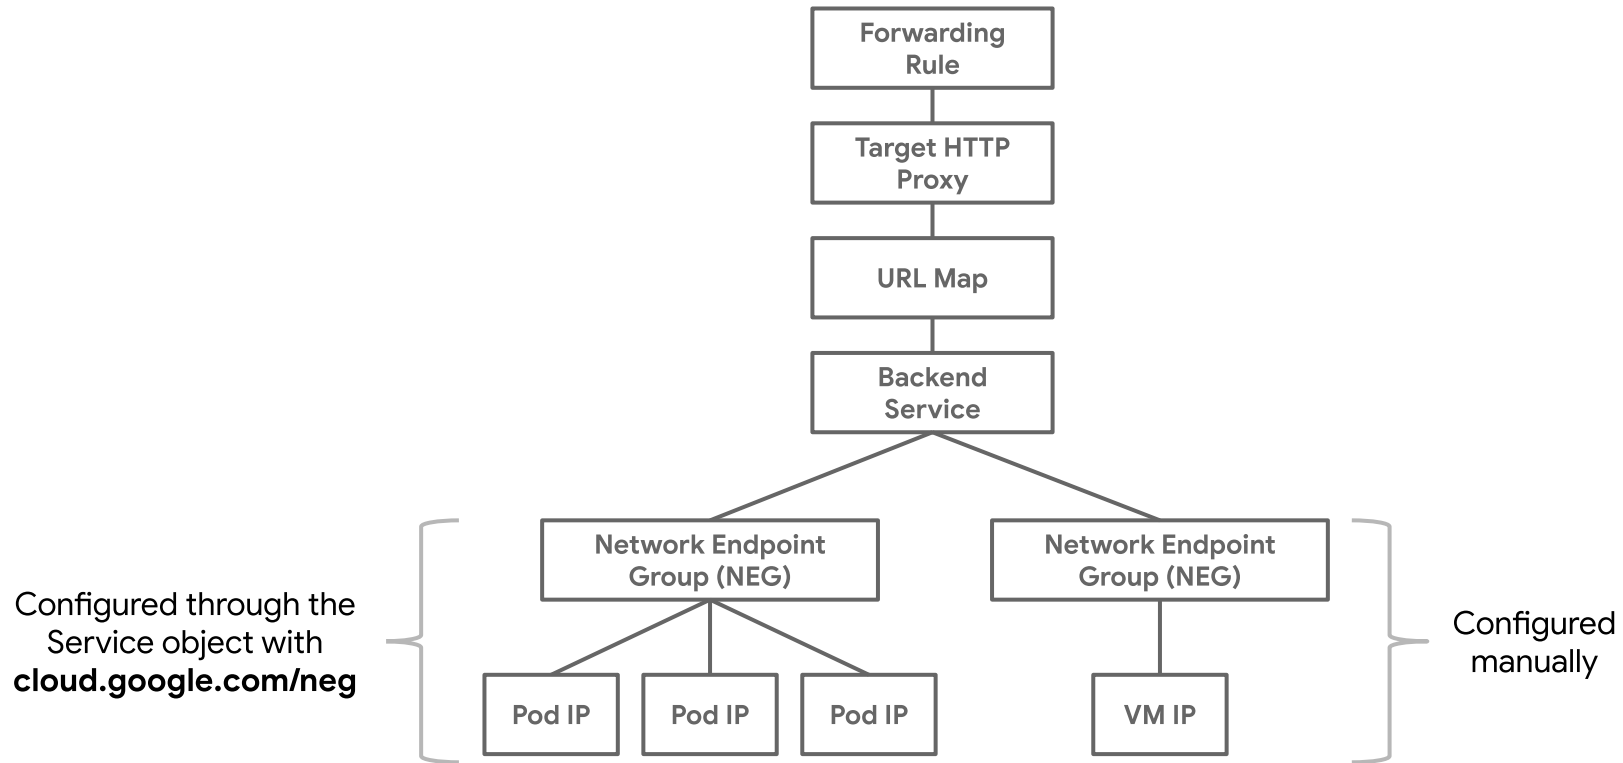 Forwarding
Rule
Target HTTP
Proxy
URL Map
Backend
Service
Network Endpoint
Group (NEG)
Network Endpoint
Group (NEG)
Configured through the
Service object with
cloud.google.com/neg
Configured
manually
Pod IP
Pod IP
Pod IP
VM IP